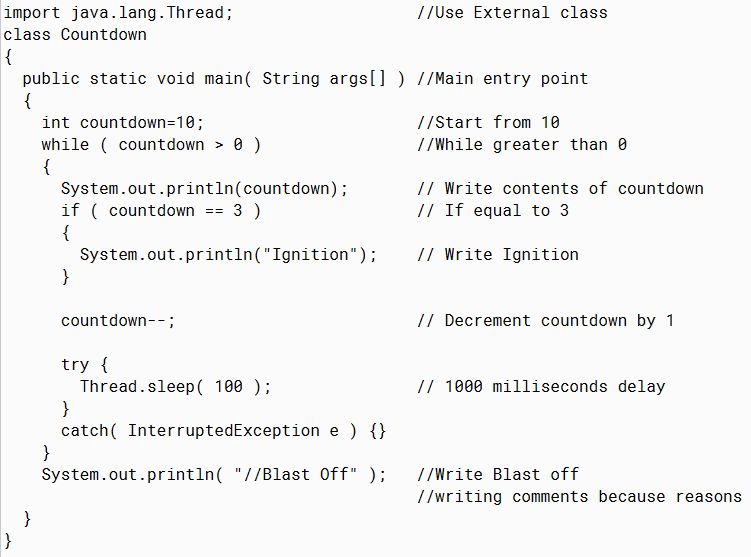 import java.lang.Thread;                   //Use External class
class Countdown
{
  public static void main( String args[] ) //Main entry point
  {
    int countdown=10;                      //Start from 10
    while ( countdown > 0 )                //While greater than 0
    {
      System.out.println(countdown);       // Write contents of countdown
      if ( countdown == 3 )                // If equal to 3
      {
        System.out.println("Ignition");    // Write Ignition
      }

      countdown--;                         // Decrement countdown by 1

      try {
        Thread.sleep( 100 );               // 1000 milliseconds delay
      }
      catch( InterruptedException e ) {}
    }
    System.out.println( "//Blast Off" );   //Write Blast off
                                           //writing comments because reasons
  }
}